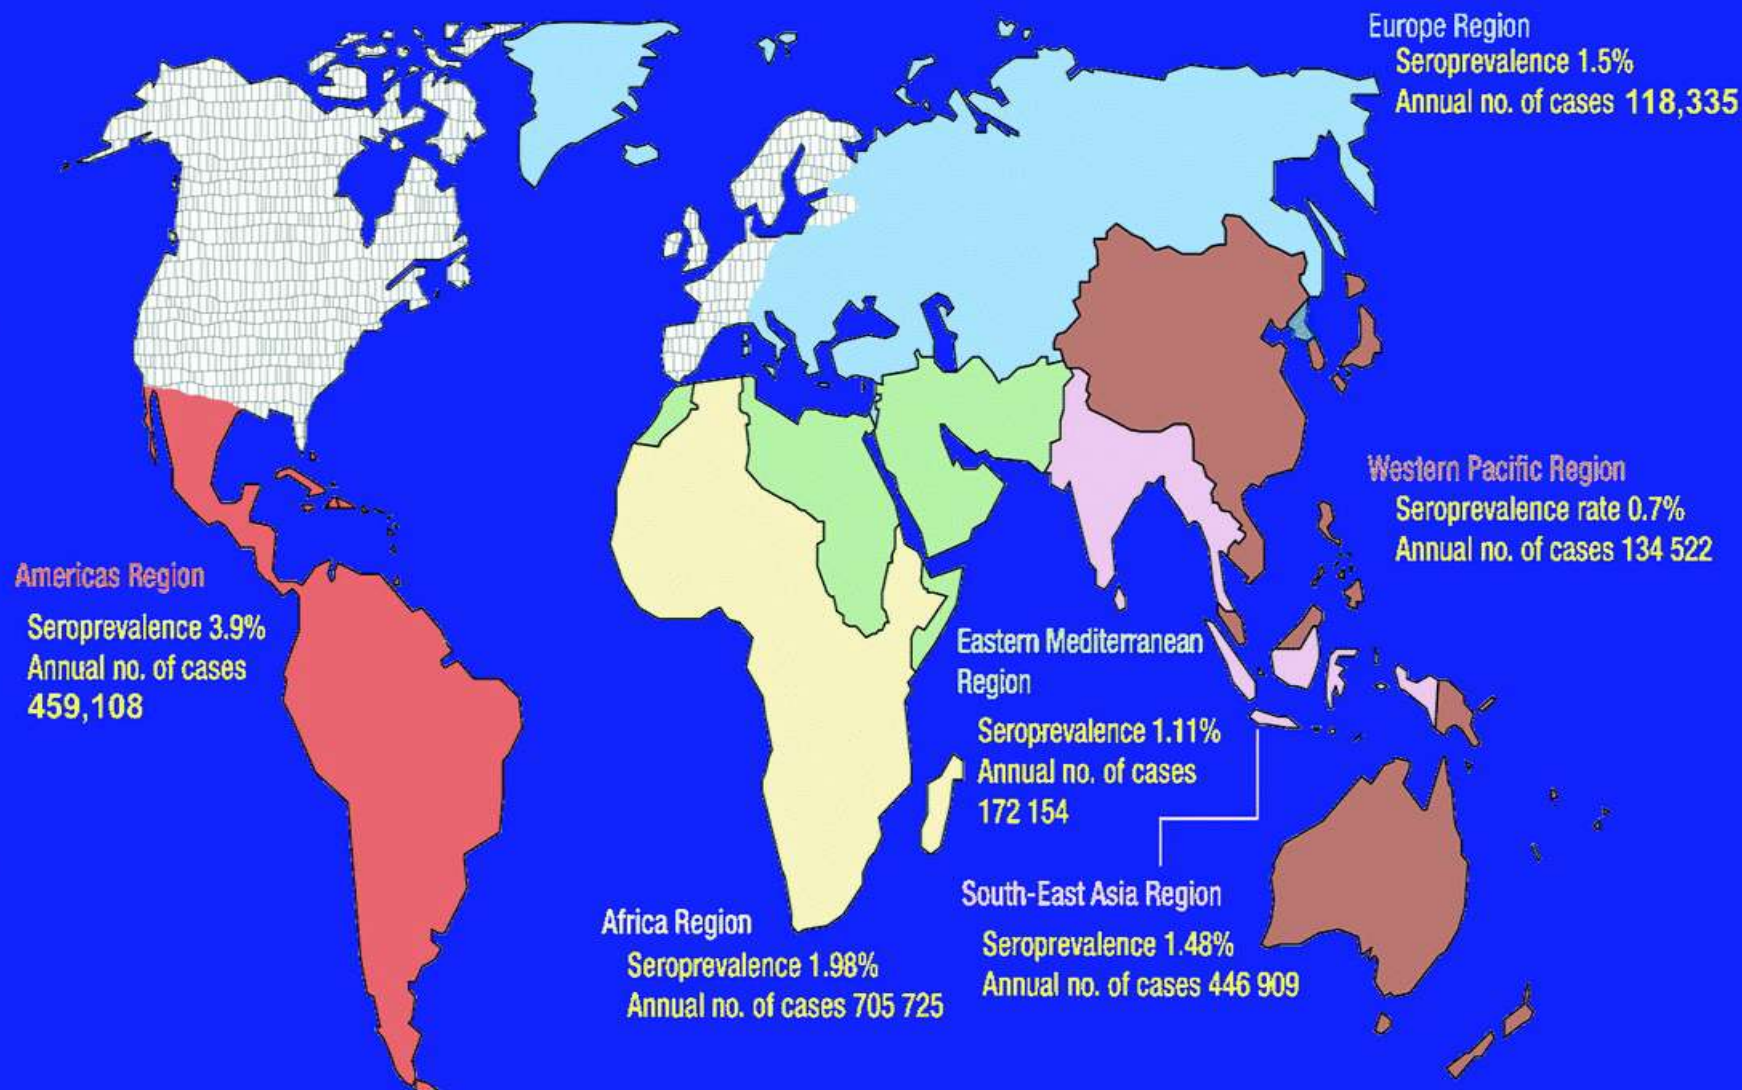 Europe Region
Seroprevalence 1.5%
Annual no. of cases 118,335
Western Pacific Region
Seroprevalence rate 0.7%
Annual no. of cases 134 522
Americas Region
Seroprevalence 3.9%
Annual no. of cases
459,108
Eastern Mediterranean
Region
Seroprevalence 1.11%
Annual no. of cases
172 154
South-East Asia Region
Seroprevalence 1.48%
Annual no. of cases 446 909
Africa Region
Seroprevalence 1.98%
Annual no. of cases 705 725